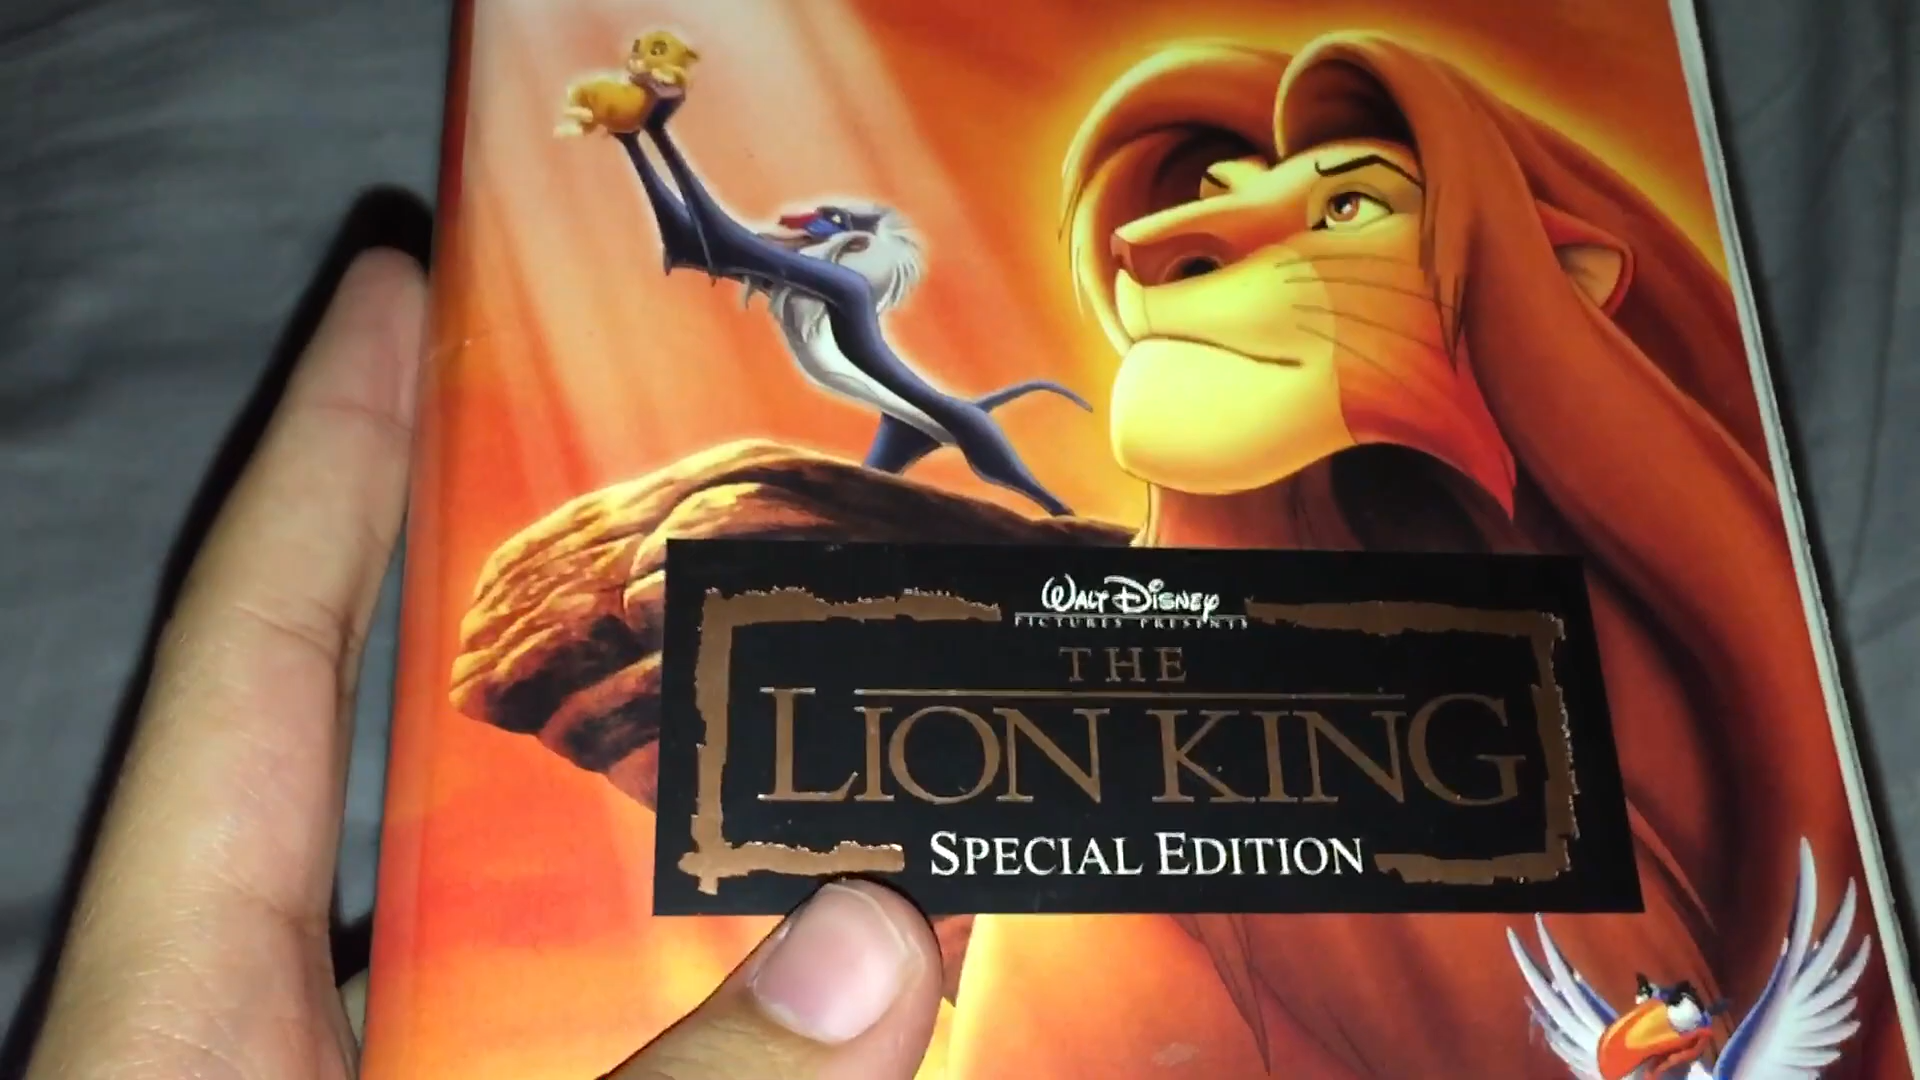 WALT DISNEY
PICTURES PRESENTS
THE
LION KING
SPECIAL EDITION